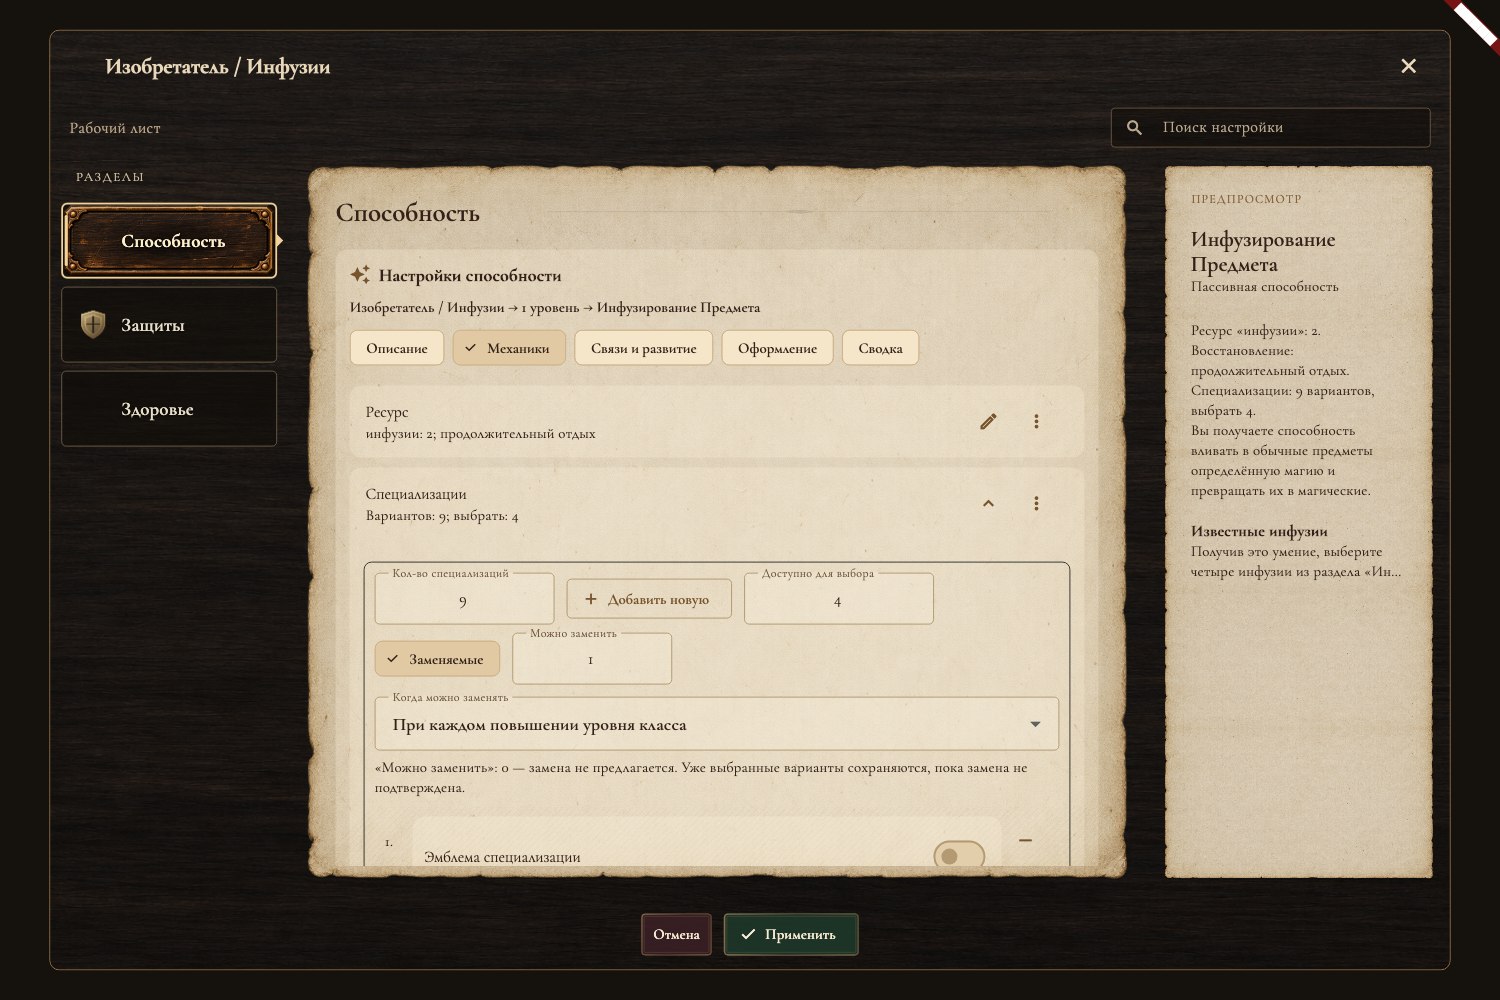 Изобретатель / Инфузии
Рабочий лист
Поиск настройки
РАЗДЕЛЫ
Способность
Защиты
Здоровье
Способность
Настройки способности
Изобретатель / Инфузии → 1 уровень → Инфузирование Предмета
Описание
Механики
Связи и развитие
Оформление
Сводка
Ресурс
инфузии: 2; продолжительный отдых
Специализации
Вариантов: 9; выбрать: 4
Кол-во специализаций
9
Добавить новую
Доступно для выбора
4
Заменяемые
Можно заменить
1
Когда можно заменять
При каждом повышении уровня класса
«Можно заменить»: 0 — замена не предлагается. Уже выбранные варианты сохраняются, пока замена не
подтверждена.
1.
Эмблема специализации
ПРЕДПРОСМОТР
Инфузирование
Предмета
Пассивная способность
Ресурс «инфузии»: 2.
Восстановление:
продолжительный отдых.
Специализации: 9 вариантов,
выбрать 4.
Вы получаете способность
вливать в обычные предметы
определённую магию и
превращать их в магические.
Известные инфузии
Получив это умение, выберите
четыре инфузии из раздела «Ин...
Отмена
Применить